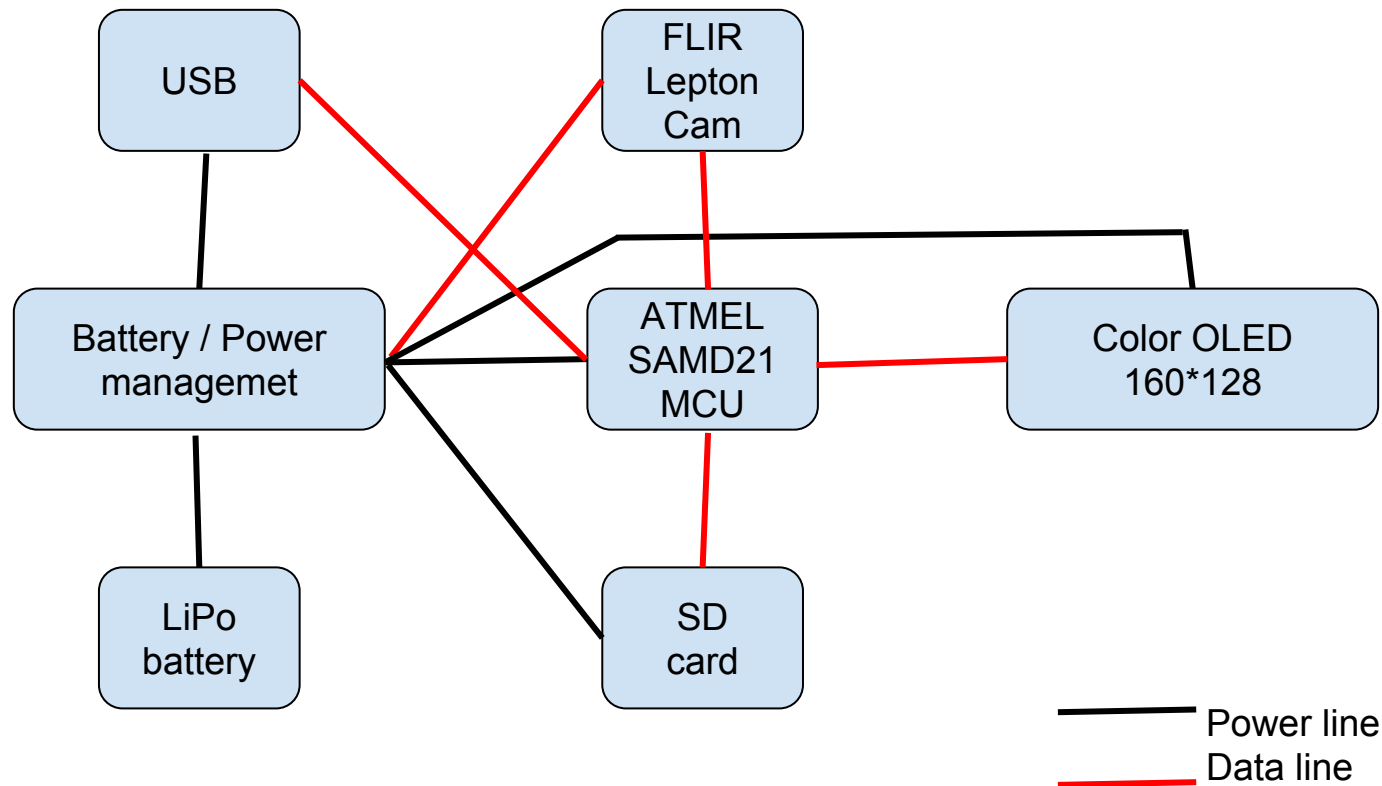 USB
FLIR
Lepton
Cam
Battery / Power
managemet
ATMEL
SAMD21
MCU
Color OLED
160*128
LiPo
battery
SD
card
Power line
Data line